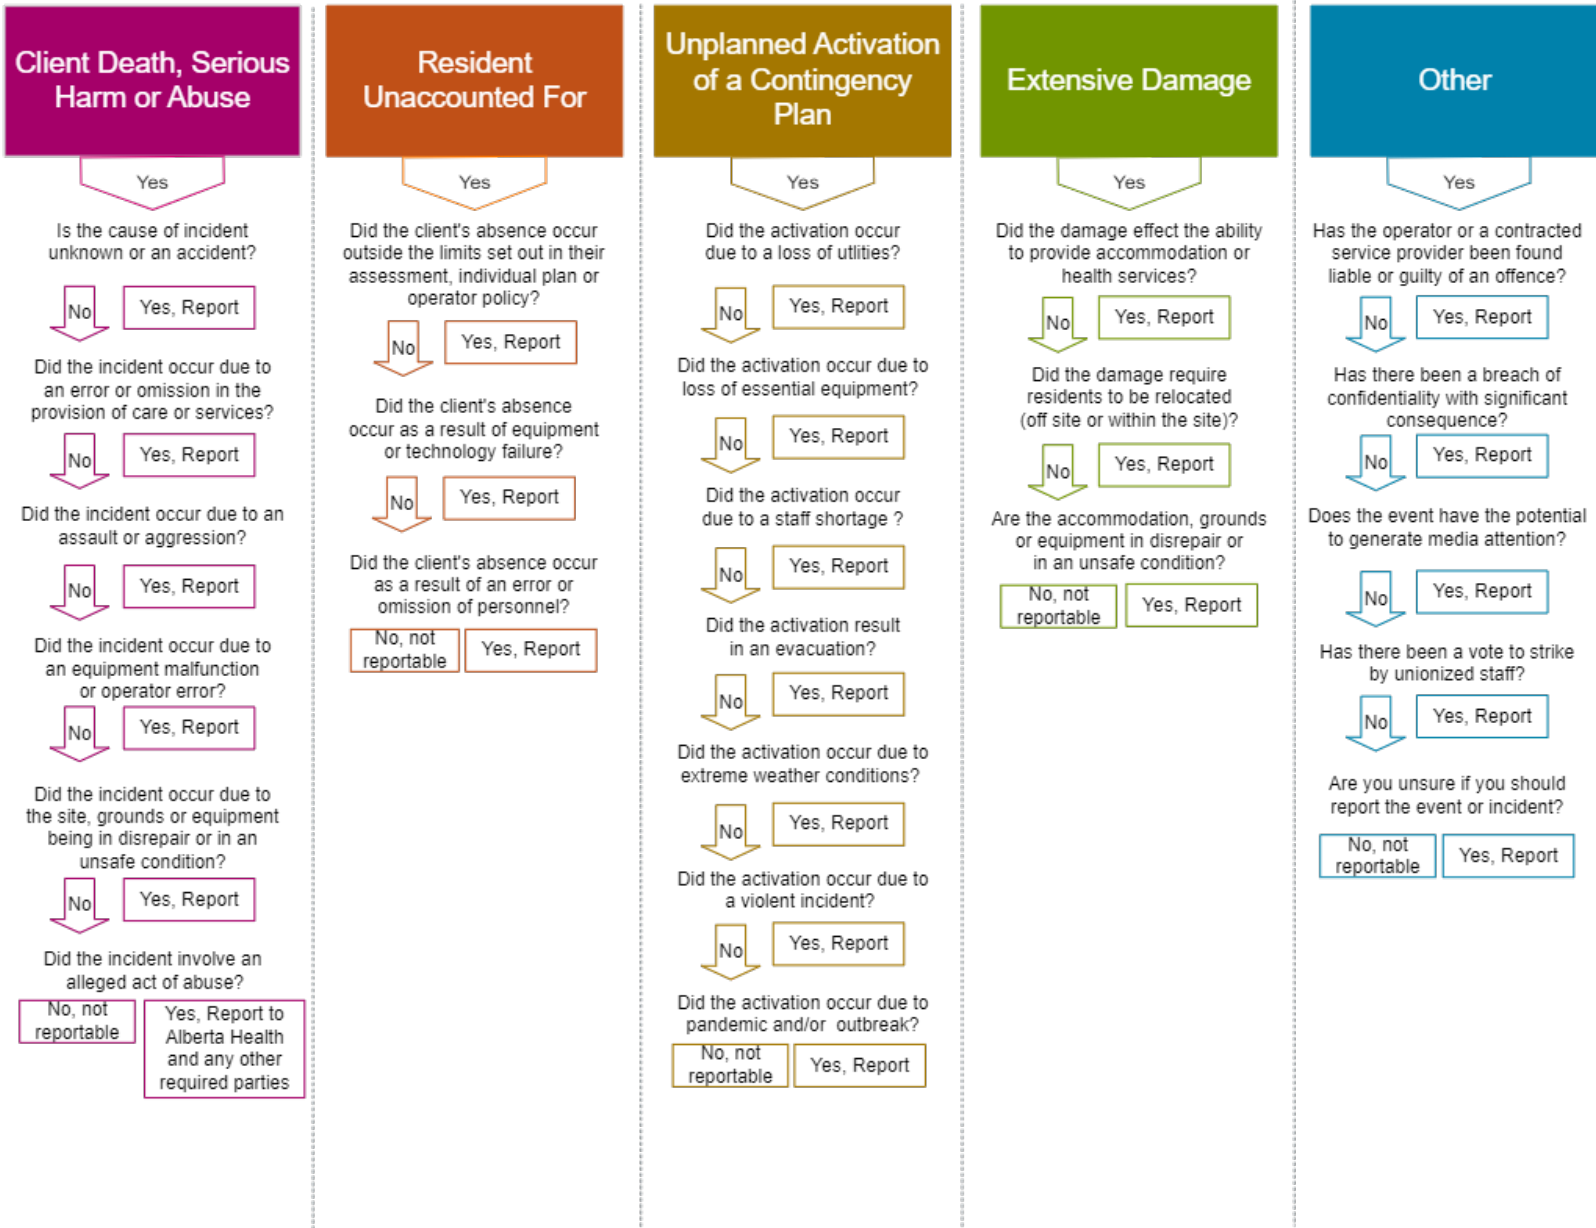 Client Death, Serious
Harm or Abuse
Yes
Is the cause of incident
unknown or an accident?
No
Yes, Report
Did the incident occur due to
an error or omission in the
provision of care or services?
No
Yes, Report
Did the incident occur due to an
assault or aggression?
No
Yes, Report
Did the incident occur due to
an equipment malfunction
or operator error?
No
Yes, Report
Did the incident occur due to
the site, grounds or equipment
being in disrepair or in an
unsafe condition?
No
Yes, Report
Did the incident involve an
alleged act of abuse?
No, not
reportable
Yes, Report to
Alberta Health
and any other
required parties
Resident
Unaccounted For
Yes
Did the client's absence occur
outside the limits set out in their
assessment, individual plan or
operator policy?
No
Yes, Report
Did the client's absence
occur as a result of equipment
or technology failure?
No
Yes, Report
Did the client's absence occur
as a result of an error or
omission of personnel?
No, not
reportable
Yes, Report
Unplanned Activation
of a Contingency
Plan
Yes
Did the activation occur
due to a loss of utlities?
No
Yes, Report
Did the activation occur due to
loss of essential equipment?
No
Yes, Report
Did the activation occur
due to a staff shortage ?
No
Yes, Report
Did the activation result
in an evacuation?
No
Yes, Report
Did the activation occur due to
extreme weather conditions?
No
Yes, Report
Did the activation occur due to
a violent incident?
No
Yes, Report
Did the activation occur due to
pandemic and/or outbreak?
No, not
reportable
Yes, Report
Extensive Damage
Yes
Did the damage effect the ability
to provide accommodation or
health services?
No
Yes, Report
Did the damage require
residents to be relocated
(off site or within the site)?
No
Yes, Report
Are the accommodation, grounds
or equipment in disrepair or
in an unsafe condition?
No, not
reportable
Yes, Report
Other
Yes
Has the operator or a contracted
service provider been found
liable or guilty of an offence?
No
Yes, Report
Has there been a breach of
confidentiality with significant
consequence?
No
Yes, Report
Does the event have the potential
to generate media attention?
No
Yes, Report
Has there been a vote to strike
by unionized staff?
No
Yes, Report
Are you unsure if you should
report the event or incident?
No, not
reportable
Yes, Report